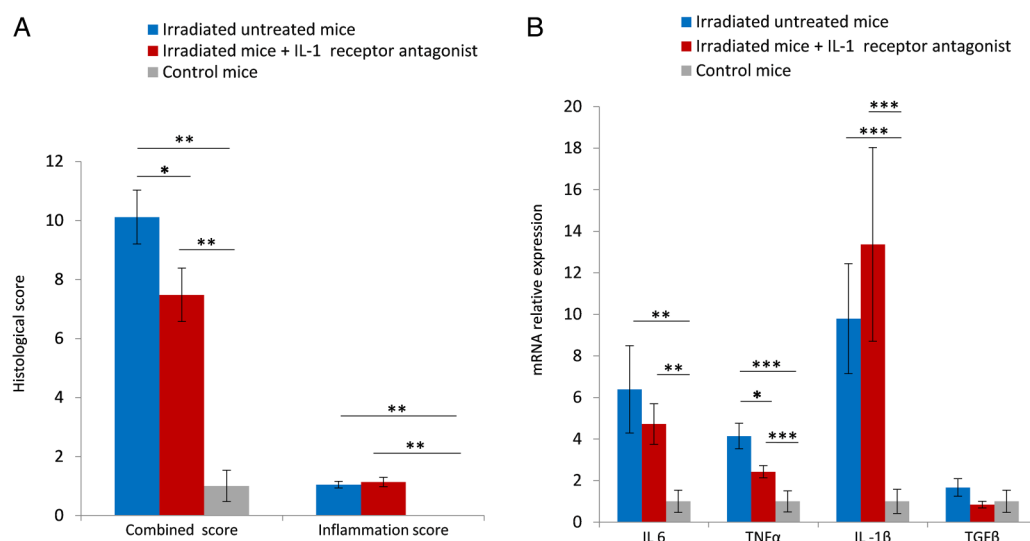 A
Irradiated untreated mice
Irradiated mice + IL-1 receptor antagonist
Control mice
Histological score
12
10
8
6
4
2
0
**
*
**
**
**
Combined score
Inflammation score
B
Irradiated untreated mice
Irradiated mice + IL-1 receptor antagonist
Control mice
mRNA relative expression
20
18
16
14
12
10
8
6
4
2
0
**
**
***
*
***
***
***
IL 6
TNFα
IL -1β
TGFβ